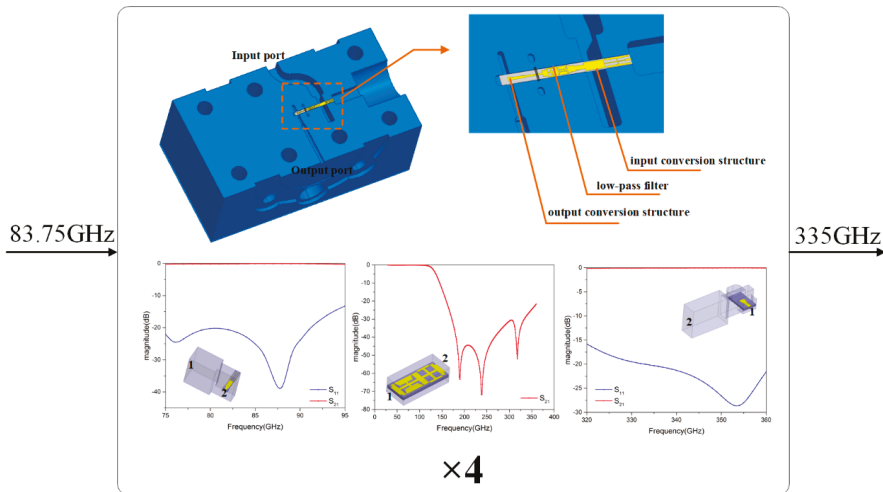 Input port
Output port
input conversion structure
low-pass filter
output conversion structure
83.75GHz
335GHz
0
-10
-20
-30
-40
magnitude(dB)
1
2
S11
S21
75 80 85 90 95
Frequency(GHz)
0
-10
-20
-30
-40
-50
-60
-70
-80
magnitude(dB)
2
1
S21
0 50 100 150 200 250 300 350 400
Frequency(GHz)
0
-5
-10
-15
-20
-25
-30
magnitude(dB)
2
1
S11
S21
320 330 340 350 360
Frequency(GHz)
×4